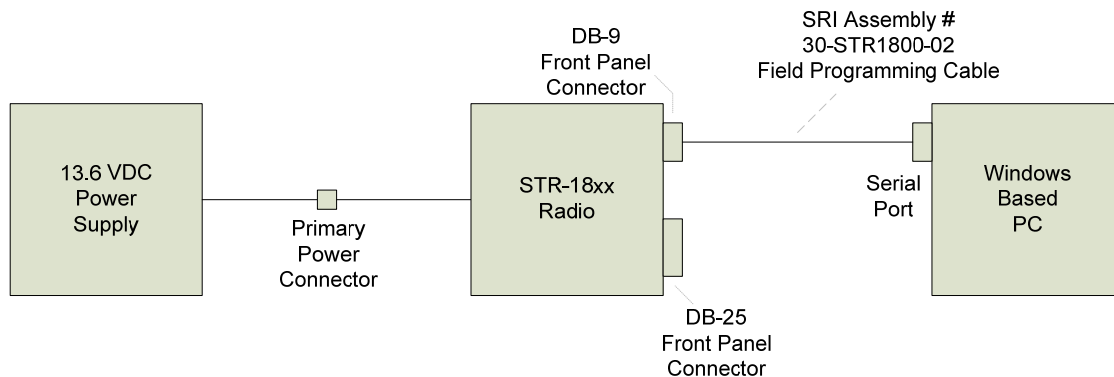 SRI Assembly #
30-STR1800-02
Field Programming Cable
DB-9
Front Panel
Connector
13.6 VDC
Power
Supply
Primary
Power
Connector
STR-18xx
Radio
Serial
Port
Windows
Based
PC
DB-25
Front Panel
Connector